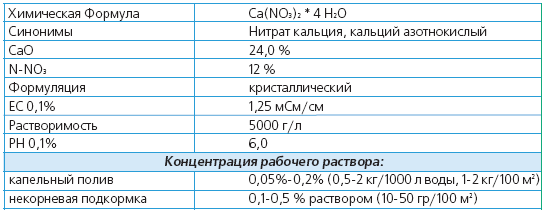 Химическая Формула Ca(NO₃)₂ * 4 H₂O
Синонимы Нитрат кальция, кальций азотнокислый
CaO 24,0 %
N-NO₃ 12 %
Формуляция кристаллический
EC 0,1% 1,25 мСм/см
Растворимость 5000 г/л
PH 0,1% 6,0
Концентрация рабочего раствора:
капельный полив 0,05%-0,2% (0,5-2 кг/1000 л воды, 1-2 кг/100 м²)
некорневая подкормка 0,1-0,5 % раствором (10-50 гр/100 м²)